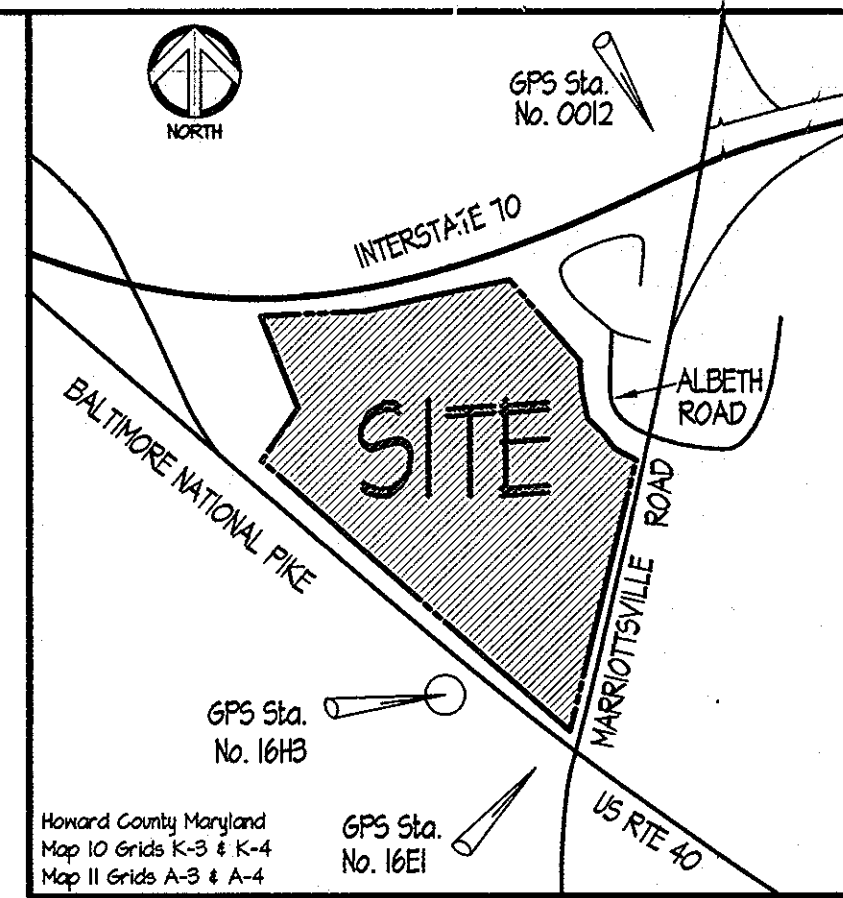 NORTH
GPS Sta.
No. 0012
INTERSTATE 70
ALBETH
ROAD
SITE
BALTIMORE NATIONAL PIKE
MARRIOTTSVILLE ROAD
GPS Sta.
No. 16H3
GPS Sta.
No. 16E1
US RTE 40
Howard County Maryland
Map 10 Grids K-3 & K-4
Map 11 Grids A-3 & A-4